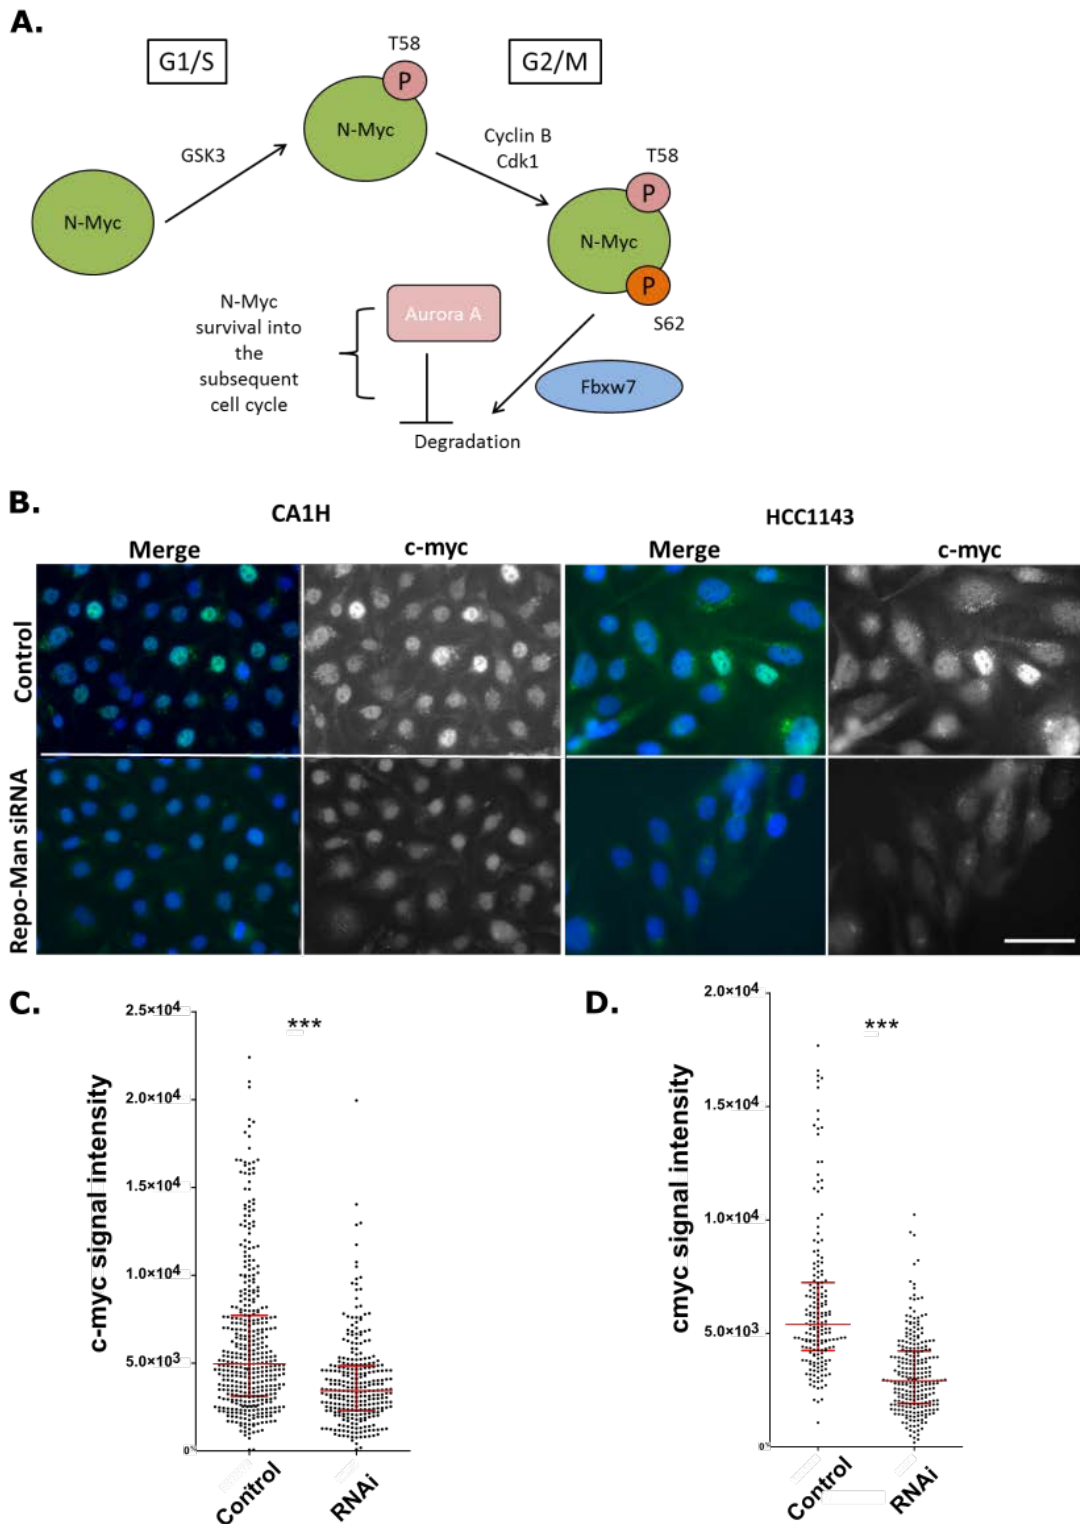 A.
G1/S
T58
P
G2/M
N-Myc
GSK3
Cyclin B
Cdk1
T58
P
N-Myc
N-Myc
P
S62
N-Myc
survival into
the
subsequent
cell cycle
Aurora A
Fbxw7
Degradation
B.
CA1H
HCC1143
Merge
c-myc
Merge
c-myc
Control
Repo-Man siRNA
C.
2.5×10⁴
***
2.0×10⁴
1.5×10⁴
1.0×10⁴
5.0×10³
0
c-myc signal intensity
Control
RNAi
D.
2.0×10⁴
***
1.5×10⁴
1.0×10⁴
5.0×10³
0
cmyc signal intensity
Control
RNAi